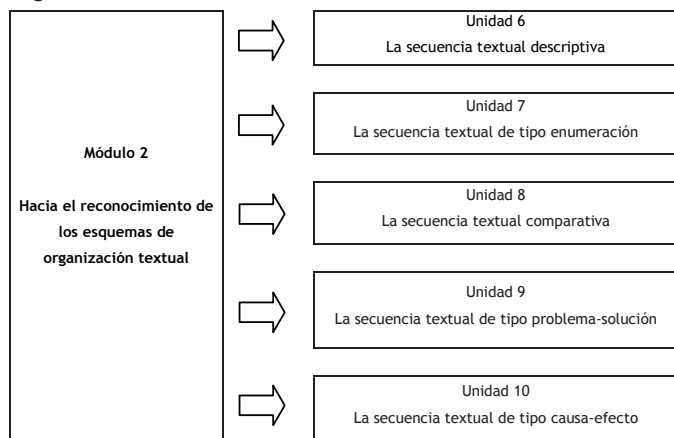 Módulo 2
Hacia el reconocimiento de
los esquemas de
organización textual
Unidad 6
La secuencia textual descriptiva
Unidad 7
La secuencia textual de tipo enumeración
Unidad 8
La secuencia textual comparativa
Unidad 9
La secuencia textual de tipo problema-solución
Unidad 10
La secuencia textual de tipo causa-efecto